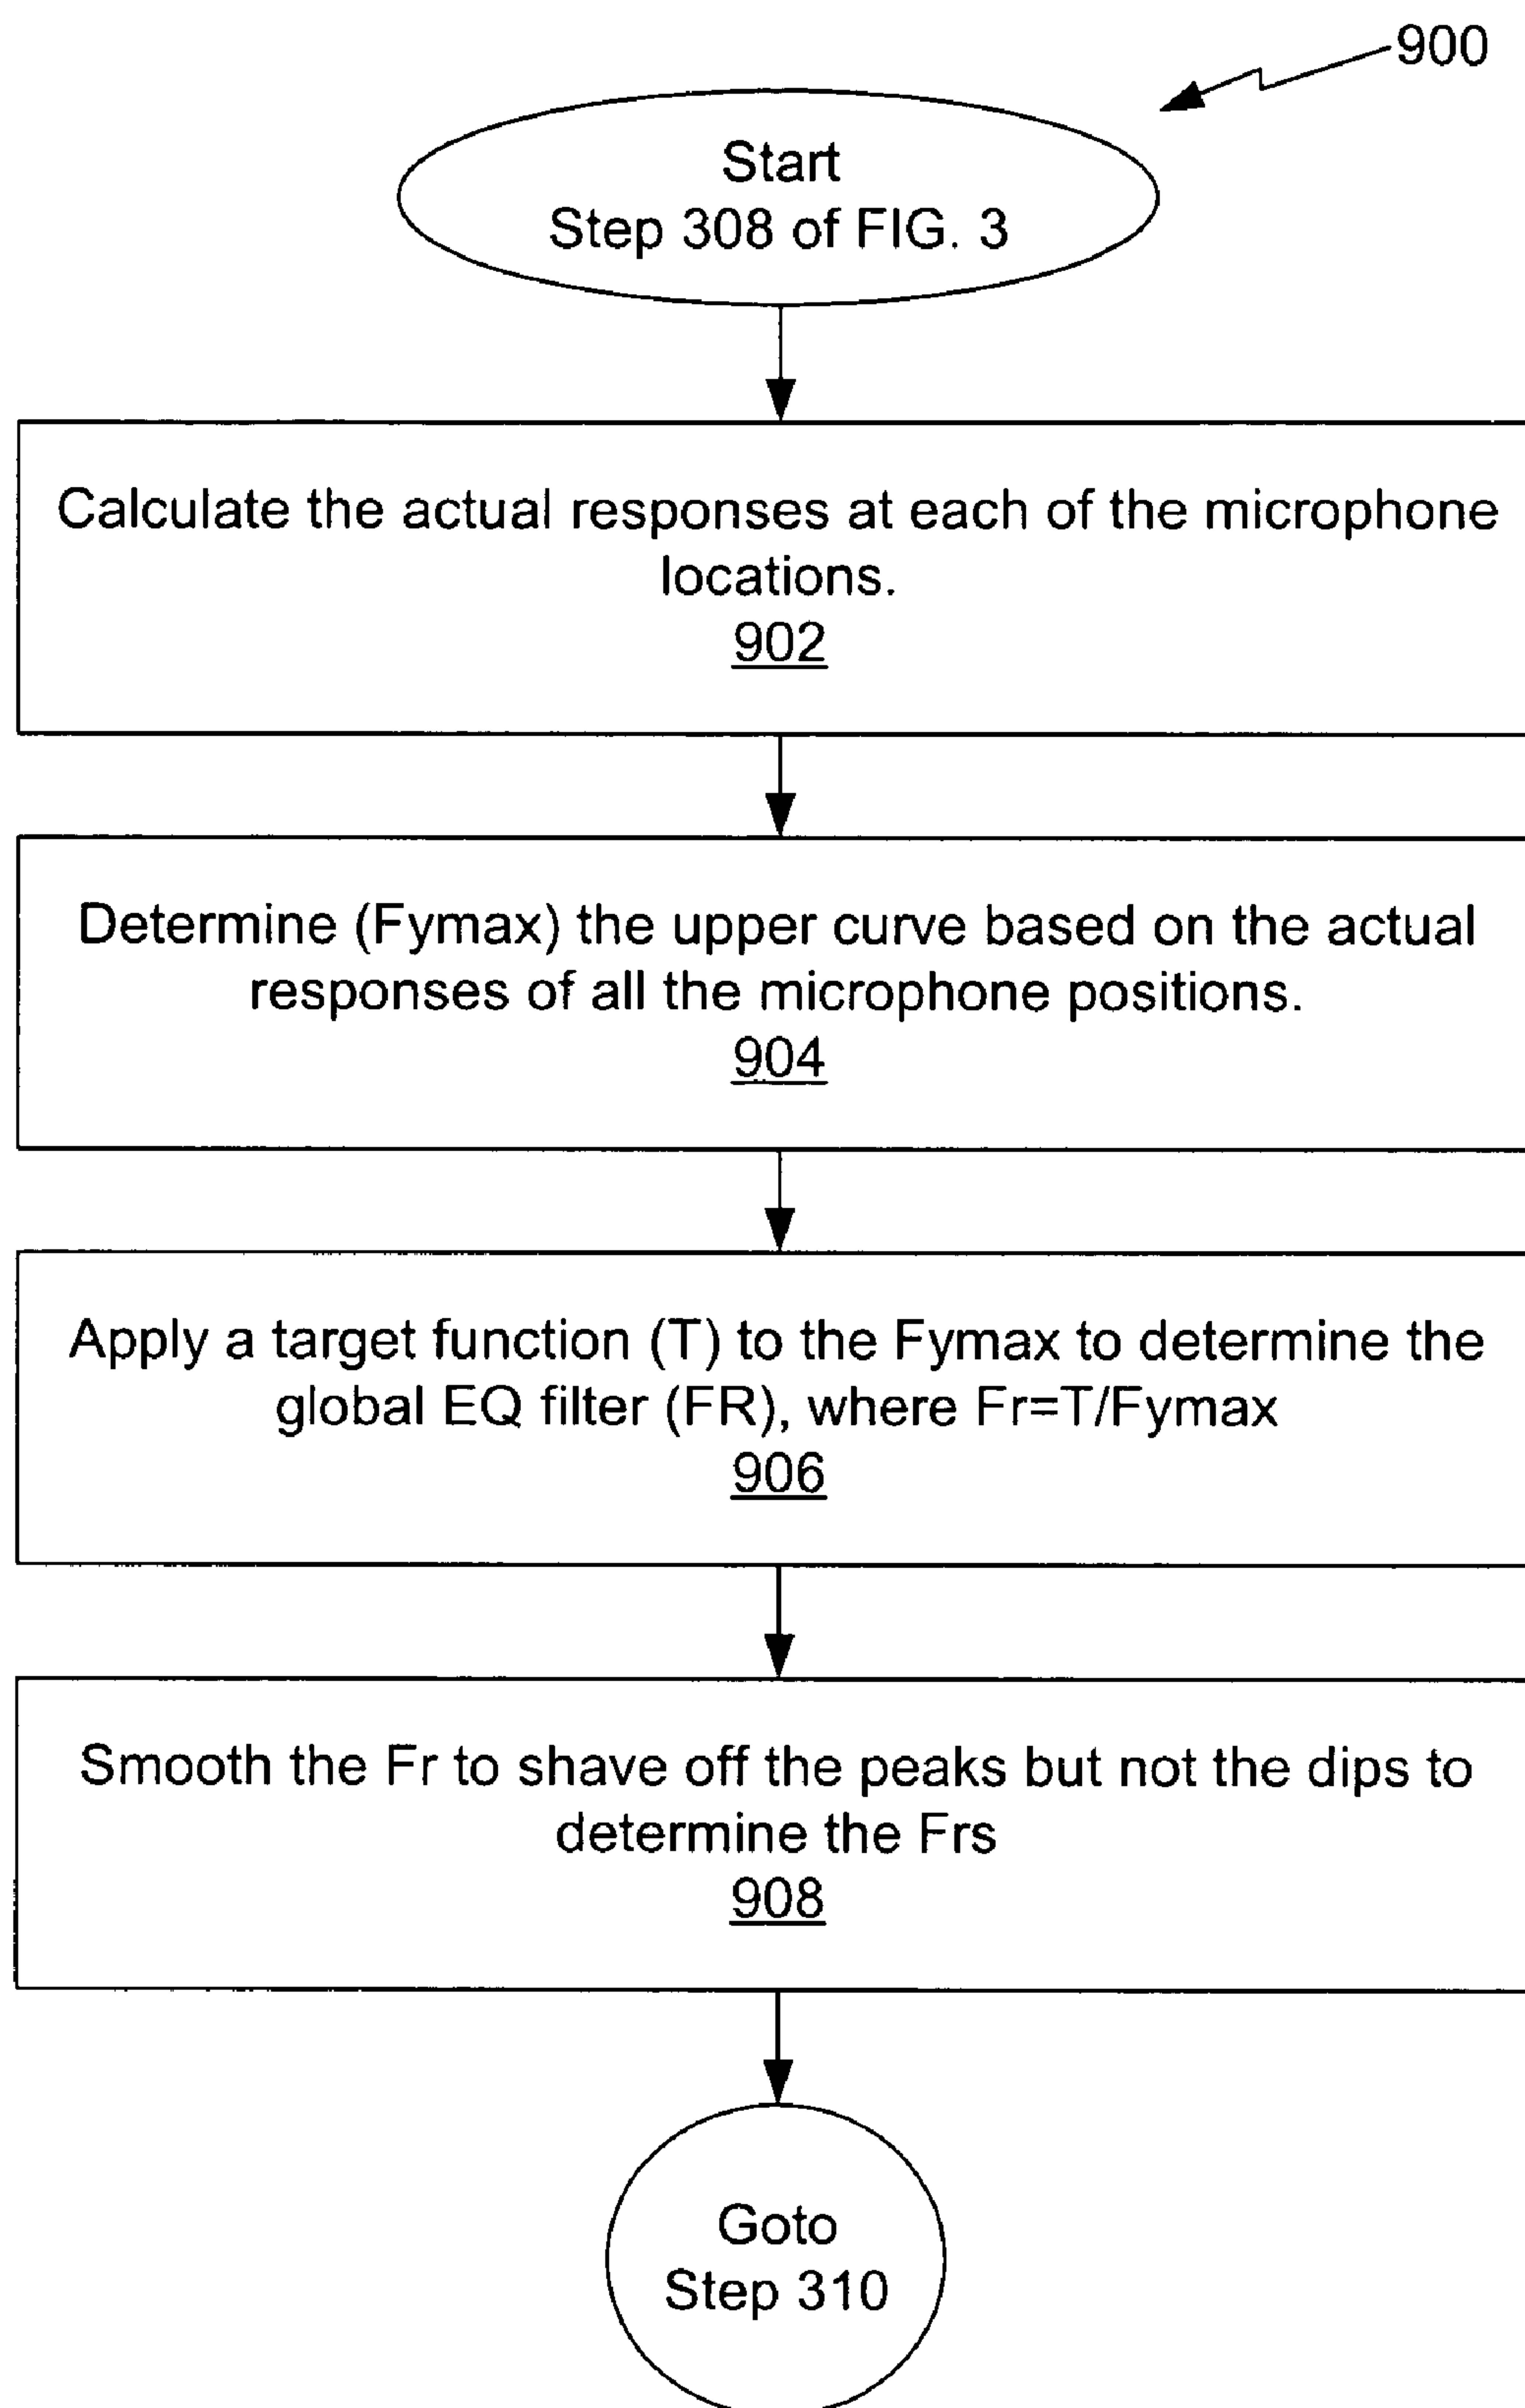 900
Start
Step 308 of FIG. 3
Calculate the actual responses at each of the microphone
locations.
902
Determine (Fymax) the upper curve based on the actual
responses of all the microphone positions.
904
Apply a target function (T) to the Fymax to determine the
global EQ filter (FR), where Fr=T/Fymax
906
Smooth the Fr to shave off the peaks but not the dips to
determine the Frs
908
Goto
Step 310